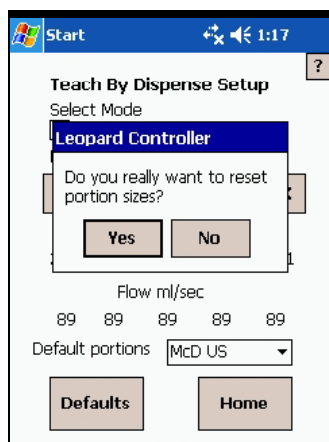 Start 1:17
?
Teach By Dispense Setup
Select Mode
Leopard Controller
Do you really want to reset
portion sizes?
Yes No
Flow ml/sec
89 89 89 89 89
Default portions McD US
Defaults Home